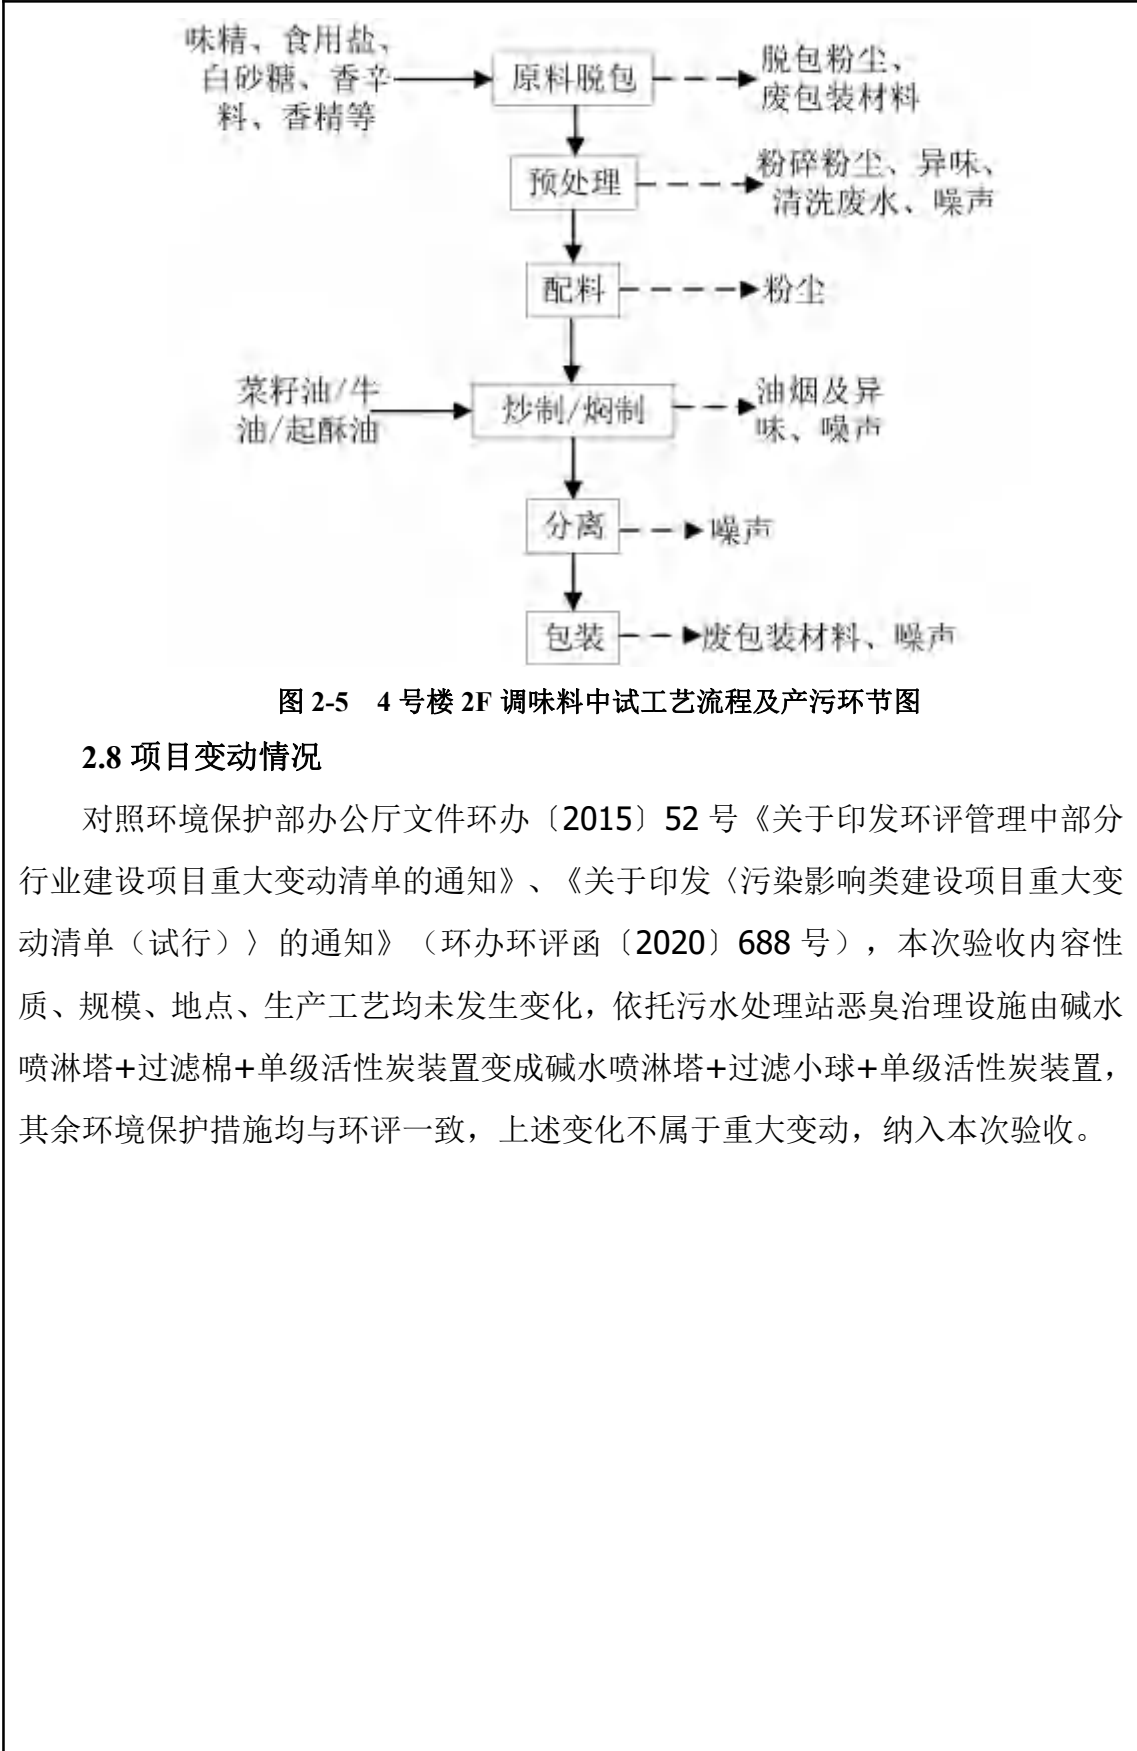 味精、食用盐、
白砂糖、香辛
料、香精等
原料脱包
脱包粉尘、
废包装材料
预处理
粉碎粉尘、异味、
清洗废水、噪声
配料
粉尘
菜籽油/牛
油/起酥油
炒制/焖制
油烟及异
味、噪声
分离
噪声
包装
废包装材料、噪声
图 2-5 4 号楼 2F 调味料中试工艺流程及产污环节图
2.8 项目变动情况
对照环境保护部办公厅文件环办〔2015〕52 号《关于印发环评管理中部分
行业建设项目重大变动清单的通知》、《关于印发〈污染影响类建设项目重大变
动清单（试行）〉的通知》（环办环评函〔2020〕688 号），本次验收内容性
质、规模、地点、生产工艺均未发生变化，依托污水处理站恶臭治理设施由碱水
喷淋塔+过滤棉+单级活性炭装置变成碱水喷淋塔+过滤小球+单级活性炭装置，
其余环境保护措施均与环评一致，上述变化不属于重大变动，纳入本次验收。